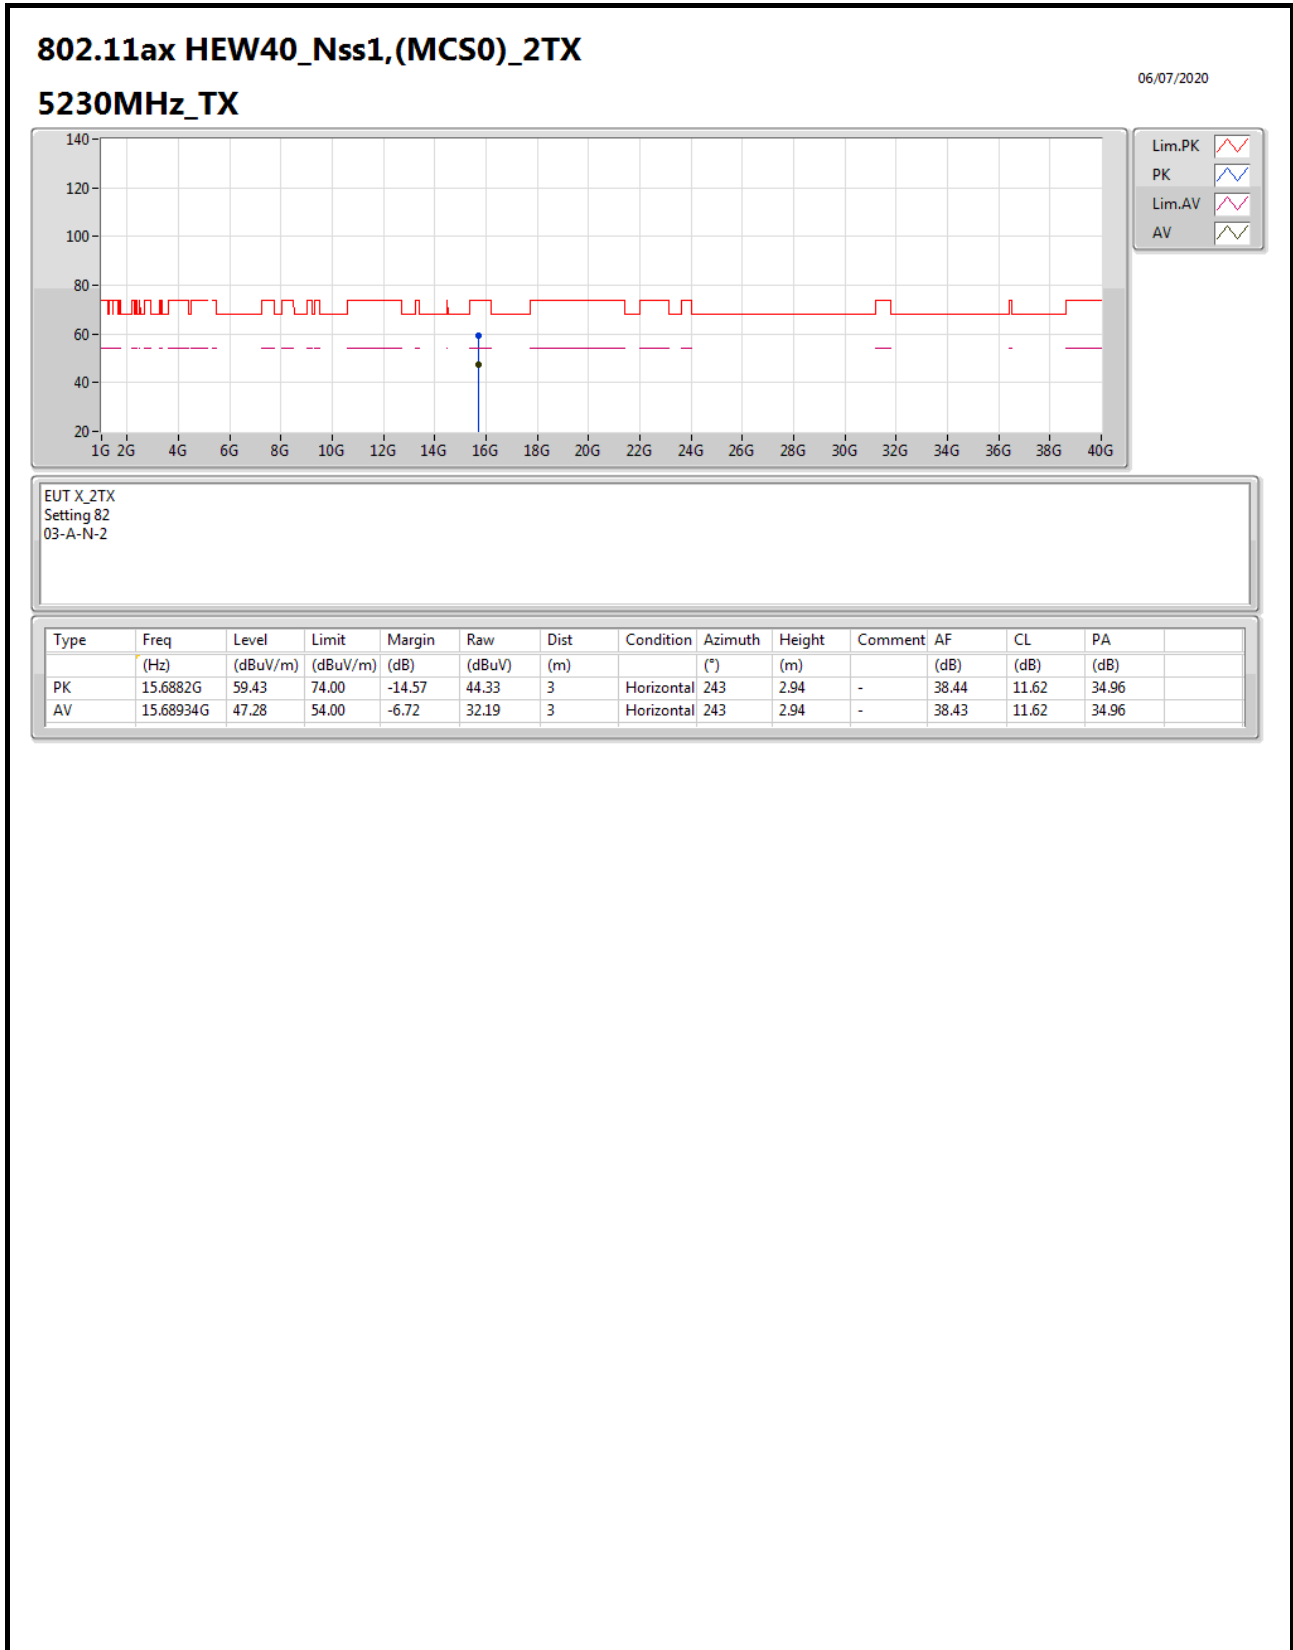 802.11ax HEW40_Nss1,(MCS0)_2TX
06/07/2020
5230MHz_TX
140
120
100
80
60
40
20
1G 2G 4G 6G 8G 10G 12G 14G 16G 18G 20G 22G 24G 26G 28G 30G 32G 34G 36G 38G 40G
Lim.PK
PK
Lim.AV
AV
EUT X_2TX
Setting 82
03-A-N-2
Type Freq Level Limit Margin Raw Dist Condition Azimuth Height Comment AF CL PA
(Hz) (dBuV/m) (dBuV/m) (dB) (dBuV) (m) (°) (m) (dB) (dB) (dB)
PK 15.6882G 59.43 74.00 -14.57 44.33 3 Horizontal 243 2.94 - 38.44 11.62 34.96
AV 15.68934G 47.28 54.00 -6.72 32.19 3 Horizontal 243 2.94 - 38.43 11.62 34.96